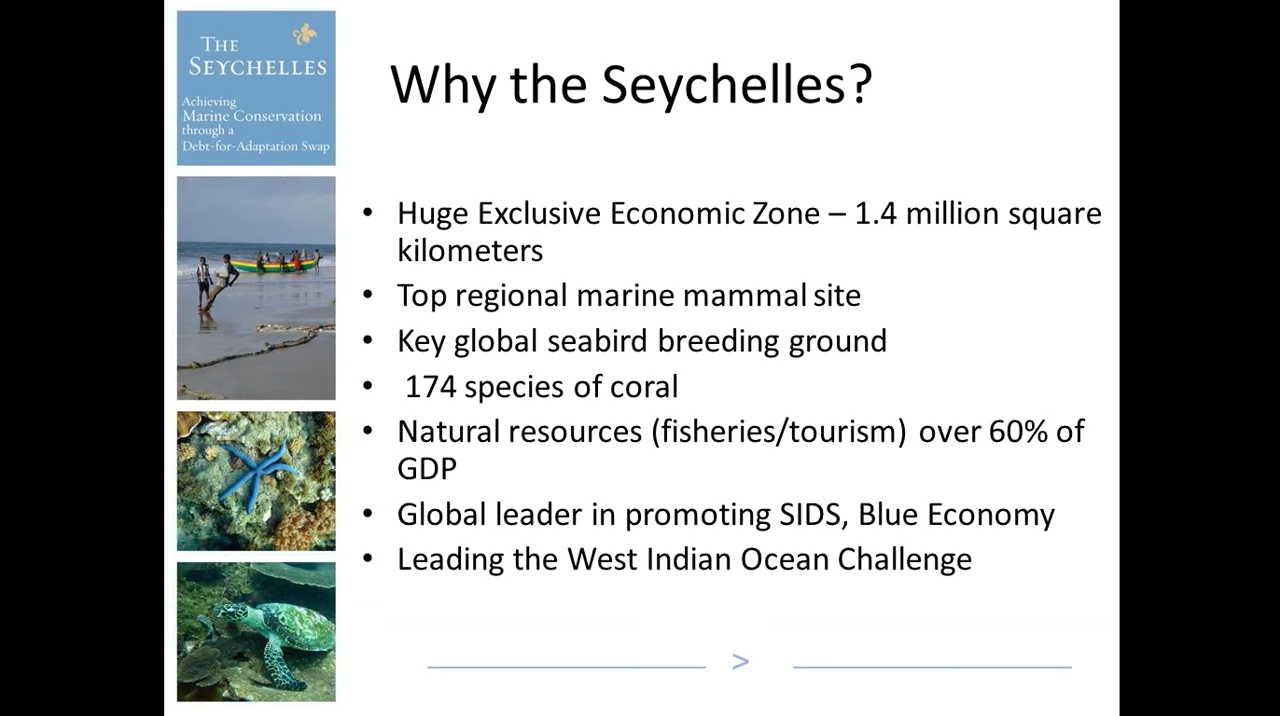 THE
SEYCHELLES
Achieving
Marine Conservation
through a
Debt-for-Adaptation Swap
Why the Seychelles?
• Huge Exclusive Economic Zone – 1.4 million square
kilometers
• Top regional marine mammal site
• Key global seabird breeding ground
• 174 species of coral
• Natural resources (fisheries/tourism) over 60% of
GDP
• Global leader in promoting SIDS, Blue Economy
• Leading the West Indian Ocean Challenge
>